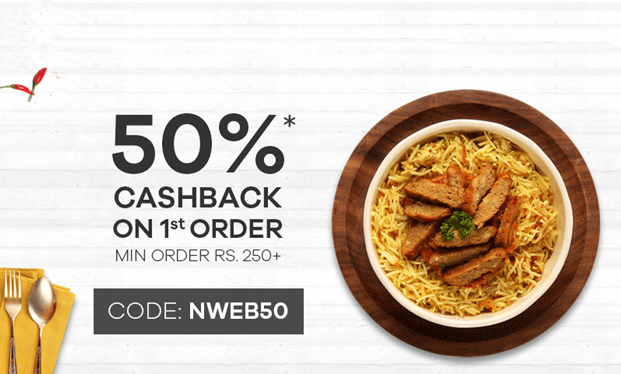 50%*
CASHBACK
ON 1st ORDER
MIN ORDER RS. 250+
CODE: NWEB50